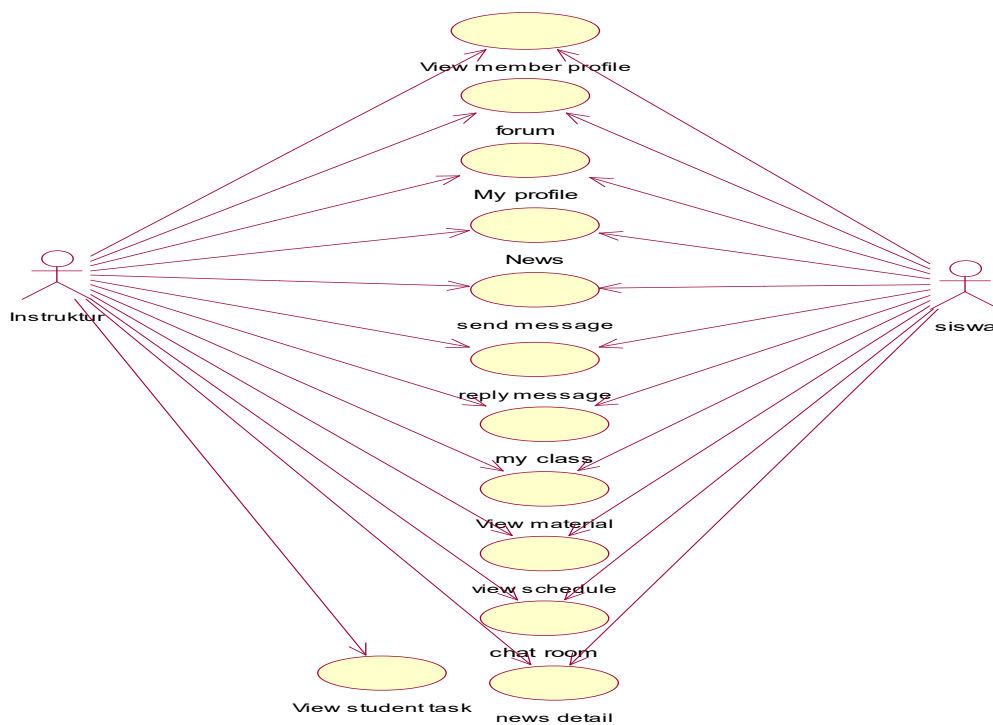 View member profile
forum
My profile
News
Instruktur
send message
siswa
reply message
my class
View material
view schedule
chat room
View student task
news detail